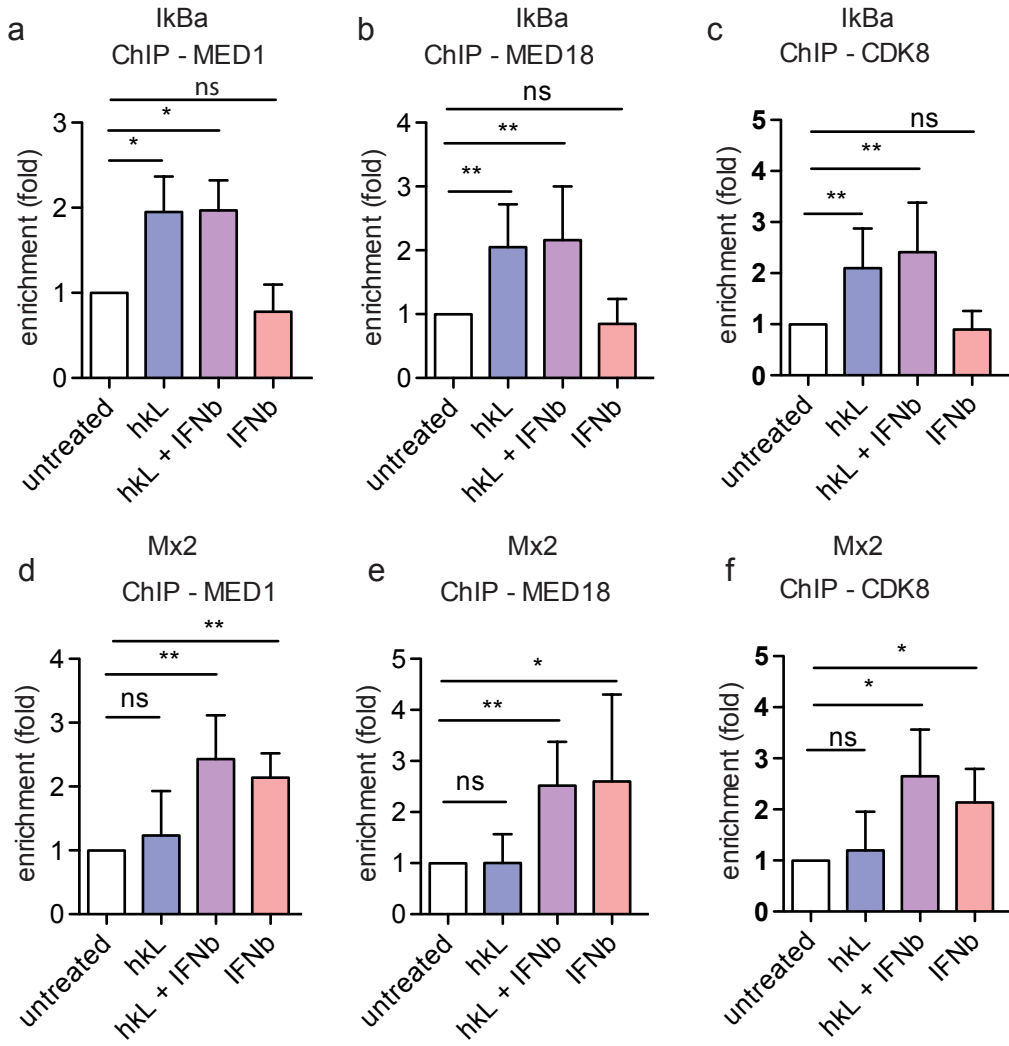 a
IkBa
ChIP - MED1
ns
*
*
enrichment (fold)
3
2
1
0
untreated
hkL
hkL + IFNb
IFNb
b
IkBa
ChIP - MED18
ns
**
**
enrichment (fold)
4
3
2
1
0
untreated
hkL
hkL + IFNb
IFNb
c
IkBa
ChIP - CDK8
ns
**
**
enrichment (fold)
5
4
3
2
1
0
untreated
hkL
hkL + IFNb
IFNb
d
Mx2
ChIP - MED1
**
**
ns
enrichment (fold)
4
3
2
1
0
untreated
hkL
hkL + IFNb
IFNb
e
Mx2
ChIP - MED18
*
**
ns
enrichment (fold)
5
4
3
2
1
0
untreated
hkL
hkL + IFNb
IFNb
f
Mx2
ChIP - CDK8
*
*
ns
enrichment (fold)
5
4
3
2
1
0
untreated
hkL
hkL + IFNb
IFNb